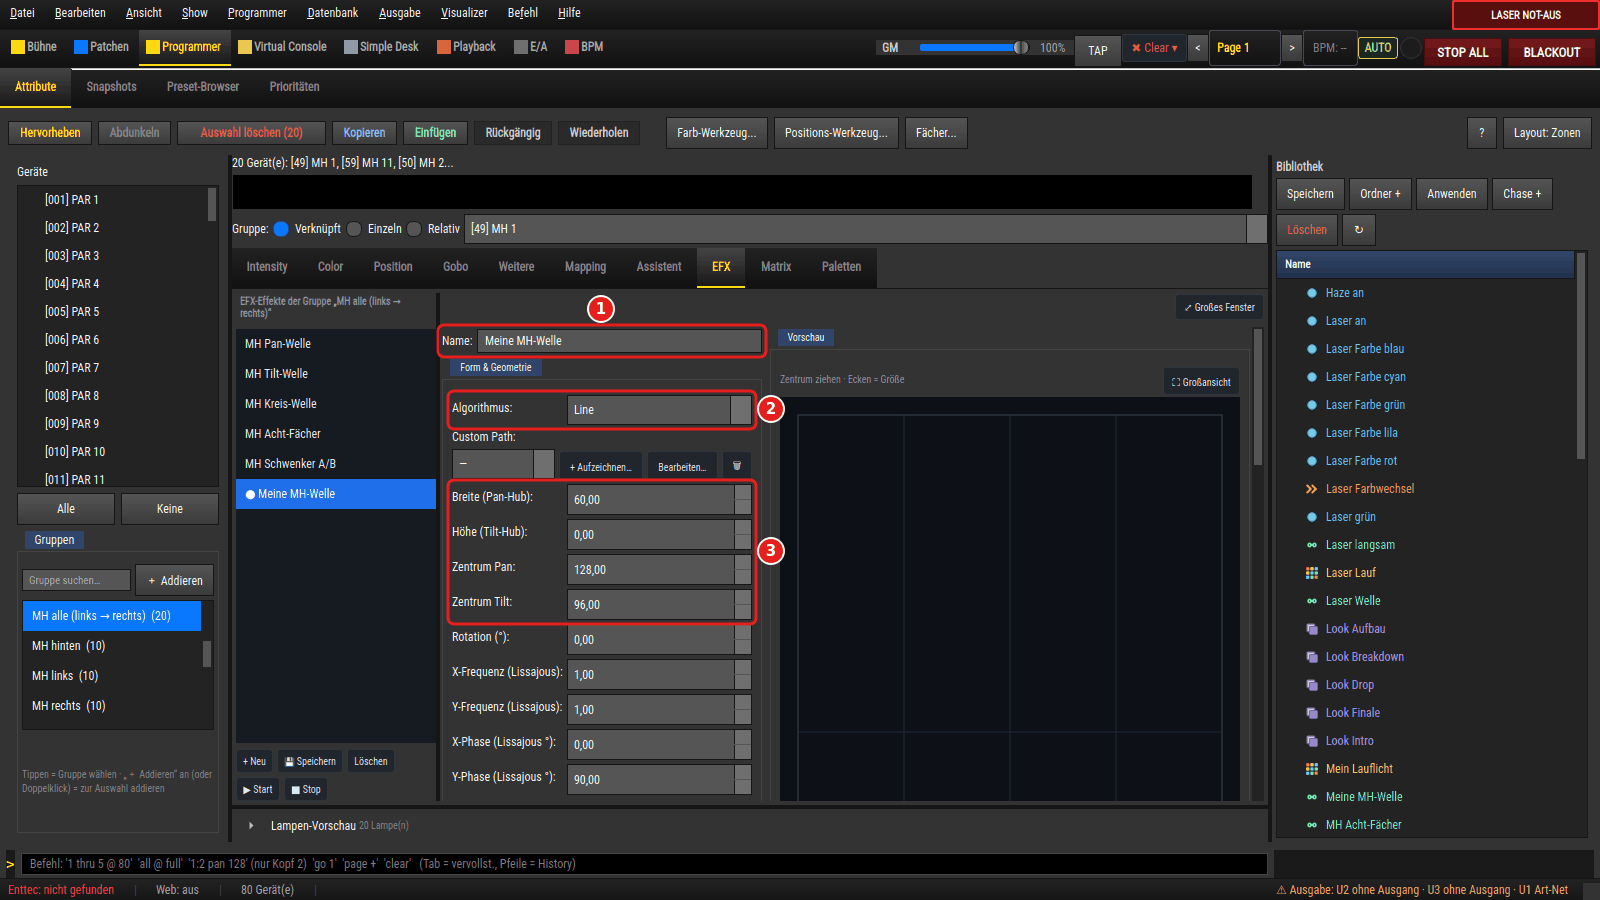 Datei Bearbeiten Ansicht Show Programmer Datenbank Ausgabe Visualizer Befehl Hilfe
LASER NOT-AUS
Bühne Patchen Programmer Virtual Console Simple Desk Playback E/A BPM
GM 100% TAP ✖ Clear ▾ < Page 1 > BPM: -- AUTO STOP ALL BLACKOUT
Attribute Snapshots Preset-Browser Prioritäten
Hervorheben Abdunkeln Auswahl löschen (20) Kopieren Einfügen Rückgängig Wiederholen Farb-Werkzeug... Positions-Werkzeug... Fächer... ? Layout: Zonen
Geräte
[001] PAR 1
[002] PAR 2
[003] PAR 3
[004] PAR 4
[005] PAR 5
[006] PAR 6
[007] PAR 7
[008] PAR 8
[009] PAR 9
[010] PAR 10
[011] PAR 11
Alle Keine
Gruppen
Gruppe suchen... + Addieren
MH alle (links → rechts) (20)
MH hinten (10)
MH links (10)
MH rechts (10)
Tippen = Gruppe wählen · „ + Addieren“ an (oder
Doppelklick) = zur Auswahl addieren
20 Gerät(e): [49] MH 1, [59] MH 11, [50] MH 2...
Gruppe: Verknüpft Einzeln Relativ [49] MH 1
Intensity Color Position Gobo Weitere Mapping Assistent EFX Matrix Paletten
EFX-Effekte der Gruppe „MH alle (links →
rechts)“
MH Pan-Welle
MH Tilt-Welle
MH Kreis-Welle
MH Acht-Fächer
MH Schwenker A/B
● Meine MH-Welle
+ Neu Speichern Löschen
▶ Start ■ Stop
1
⤢ Großes Fenster
Name: Meine MH-Welle
Form & Geometrie
Algorithmus: Line
2
Custom Path:
– + Aufzeichnen... Bearbeiten...
Breite (Pan-Hub): 60,00
Höhe (Tilt-Hub): 0,00
3
Zentrum Pan: 128,00
Zentrum Tilt: 96,00
Rotation (°): 0,00
X-Frequenz (Lissajous): 1,00
Y-Frequenz (Lissajous): 1,00
X-Phase (Lissajous °): 0,00
Y-Phase (Lissajous °): 90,00
Vorschau
Zentrum ziehen · Ecken = Größe
⛶ Großansicht
Lampen-Vorschau 20 Lampe(n)
Bibliothek
Speichern Ordner + Anwenden Chase +
Löschen ↻
Name
Haze an
Laser an
Laser Farbe blau
Laser Farbe cyan
Laser Farbe grün
Laser Farbe lila
Laser Farbe rot
Laser Farbwechsel
Laser grün
Laser langsam
Laser Lauf
Laser Welle
Look Aufbau
Look Breakdown
Look Drop
Look Finale
Look Intro
Mein Lauflicht
Meine MH-Welle
MH Acht-Fächer
> Befehl: '1 thru 5 @ 80' 'all @ full' '1:2 pan 128' (nur Kopf 2) 'go 1' 'page +' 'clear' (Tab = vervollst., Pfeile = History)
Enttec: nicht gefunden Web: aus 80 Gerät(e) ⚠ Ausgabe: U2 ohne Ausgang · U3 ohne Ausgang · U1 Art-Net